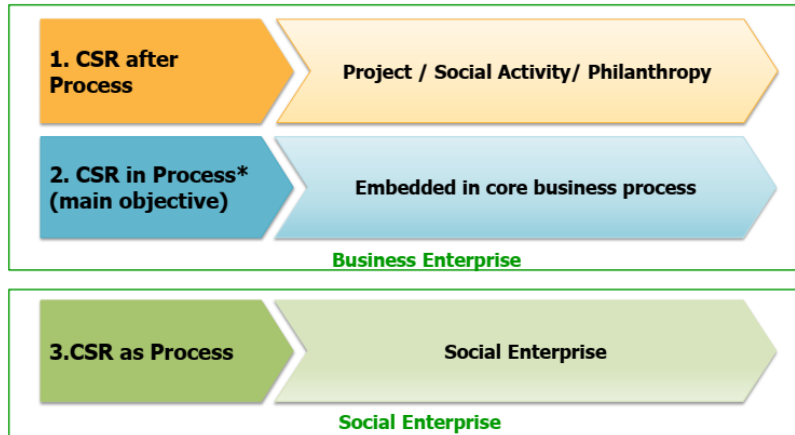 1. CSR after
Process
Project / Social Activity/ Philanthropy
2. CSR in Process*
(main objective)
Embedded in core business process
Business Enterprise
3.CSR as Process
Social Enterprise
Social Enterprise